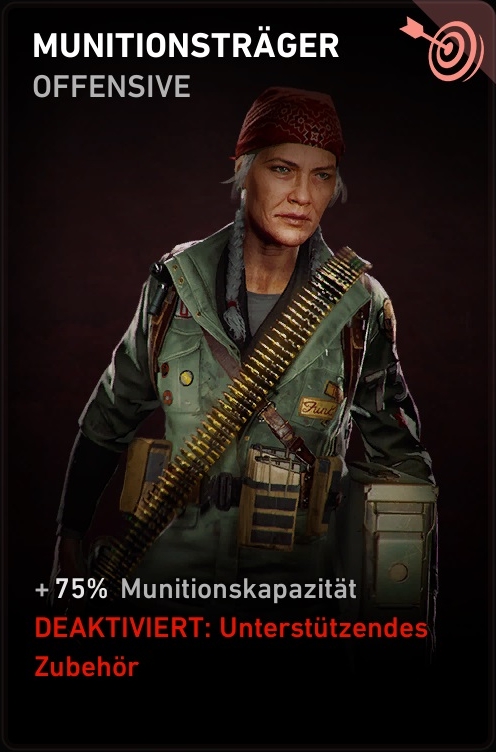 MUNITIONSTRÄGER
OFFENSIVE
+ 75% Munitionskapazität
DEAKTIVIERT: Unterstützendes
Zubehör